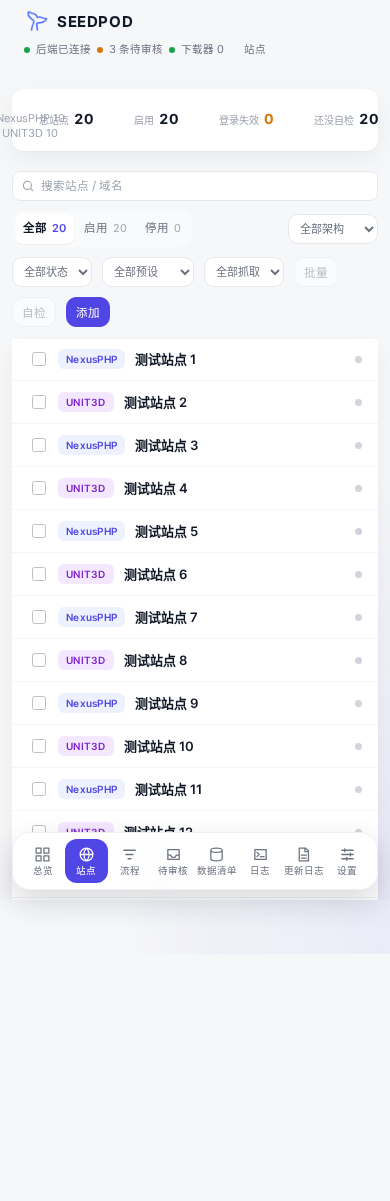 SEEDPOD
后端已连接 3 条待审核 下载器 0 站点
总站点 20 启用 20 登录失效 0 还没自检 20
UNIT3D 10
搜索站点 / 域名
全部 20 启用 20 停用 0 全部架构
全部状态 全部预设 全部抓取 批量
自检 添加
NexusPHP 测试站点 1
UNIT3D 测试站点 2
NexusPHP 测试站点 3
UNIT3D 测试站点 4
NexusPHP 测试站点 5
UNIT3D 测试站点 6
NexusPHP 测试站点 7
UNIT3D 测试站点 8
NexusPHP 测试站点 9
UNIT3D 测试站点 10
NexusPHP 测试站点 11
UNIT3D 测试站点 12
总览 站点 流程 待审核 数据清单 日志 更新日志 设置